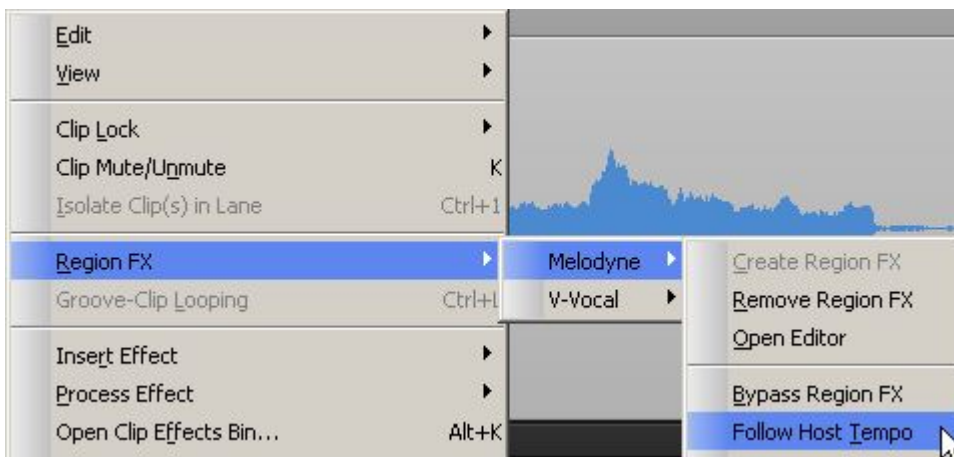 Edit
View
Clip Lock
Clip Mute/Unmute K
Isolate Clip(s) in Lane Ctrl+1
Region FX
Groove-Clip Looping Ctrl+L
Insert Effect
Process Effect
Open Clip Effects Bin... Alt+K
Melodyne
V-Vocal
Create Region FX
Remove Region FX
Open Editor
Bypass Region FX
Follow Host Tempo